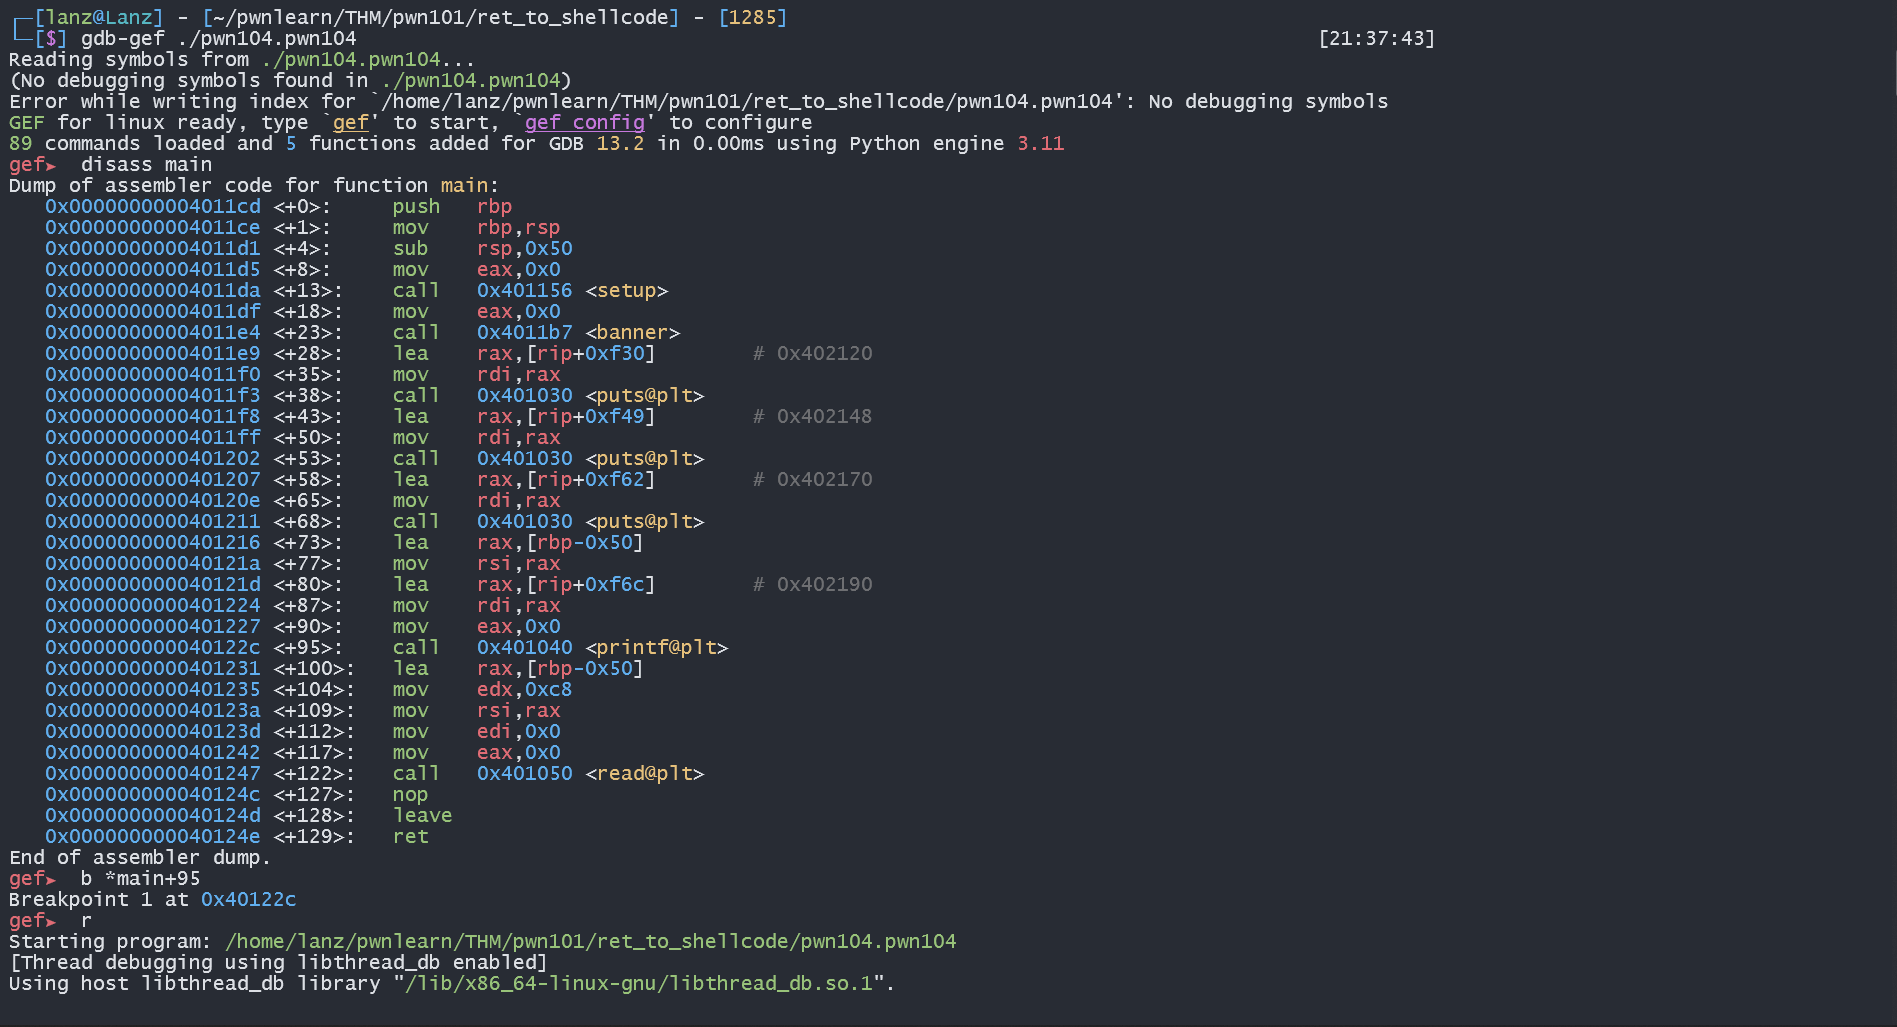 ┌─[lanz@Lanz] - [~/pwnlearn/THM/pwn101/ret_to_shellcode] - [1285]
└─[$] gdb-gef ./pwn104.pwn104 [21:37:43]
Reading symbols from ./pwn104.pwn104...
(No debugging symbols found in ./pwn104.pwn104)
Error while writing index for `/home/lanz/pwnlearn/THM/pwn101/ret_to_shellcode/pwn104.pwn104': No debugging symbols
GEF for linux ready, type `gef' to start, `gef config' to configure
89 commands loaded and 5 functions added for GDB 13.2 in 0.00ms using Python engine 3.11
gef➤  disass main
Dump of assembler code for function main:
   0x00000000004011cd <+0>:     push   rbp
   0x00000000004011ce <+1>:     mov    rbp,rsp
   0x00000000004011d1 <+4>:     sub    rsp,0x50
   0x00000000004011d5 <+8>:     mov    eax,0x0
   0x00000000004011da <+13>:    call   0x401156 <setup>
   0x00000000004011df <+18>:    mov    eax,0x0
   0x00000000004011e4 <+23>:    call   0x4011b7 <banner>
   0x00000000004011e9 <+28>:    lea    rax,[rip+0xf30]        # 0x402120
   0x00000000004011f0 <+35>:    mov    rdi,rax
   0x00000000004011f3 <+38>:    call   0x401030 <puts@plt>
   0x00000000004011f8 <+43>:    lea    rax,[rip+0xf49]        # 0x402148
   0x00000000004011ff <+50>:    mov    rdi,rax
   0x0000000000401202 <+53>:    call   0x401030 <puts@plt>
   0x0000000000401207 <+58>:    lea    rax,[rip+0xf62]        # 0x402170
   0x000000000040120e <+65>:    mov    rdi,rax
   0x0000000000401211 <+68>:    call   0x401030 <puts@plt>
   0x0000000000401216 <+73>:    lea    rax,[rbp-0x50]
   0x000000000040121a <+77>:    mov    rsi,rax
   0x000000000040121d <+80>:    lea    rax,[rip+0xf6c]        # 0x402190
   0x0000000000401224 <+87>:    mov    rdi,rax
   0x0000000000401227 <+90>:    mov    eax,0x0
   0x000000000040122c <+95>:    call   0x401040 <printf@plt>
   0x0000000000401231 <+100>:   lea    rax,[rbp-0x50]
   0x0000000000401235 <+104>:   mov    edx,0xc8
   0x000000000040123a <+109>:   mov    rsi,rax
   0x000000000040123d <+112>:   mov    edi,0x0
   0x0000000000401242 <+117>:   mov    eax,0x0
   0x0000000000401247 <+122>:   call   0x401050 <read@plt>
   0x000000000040124c <+127>:   nop
   0x000000000040124d <+128>:   leave
   0x000000000040124e <+129>:   ret
End of assembler dump.
gef➤  b *main+95
Breakpoint 1 at 0x40122c
gef➤  r
Starting program: /home/lanz/pwnlearn/THM/pwn101/ret_to_shellcode/pwn104.pwn104
[Thread debugging using libthread_db enabled]
Using host libthread_db library "/lib/x86_64-linux-gnu/libthread_db.so.1".